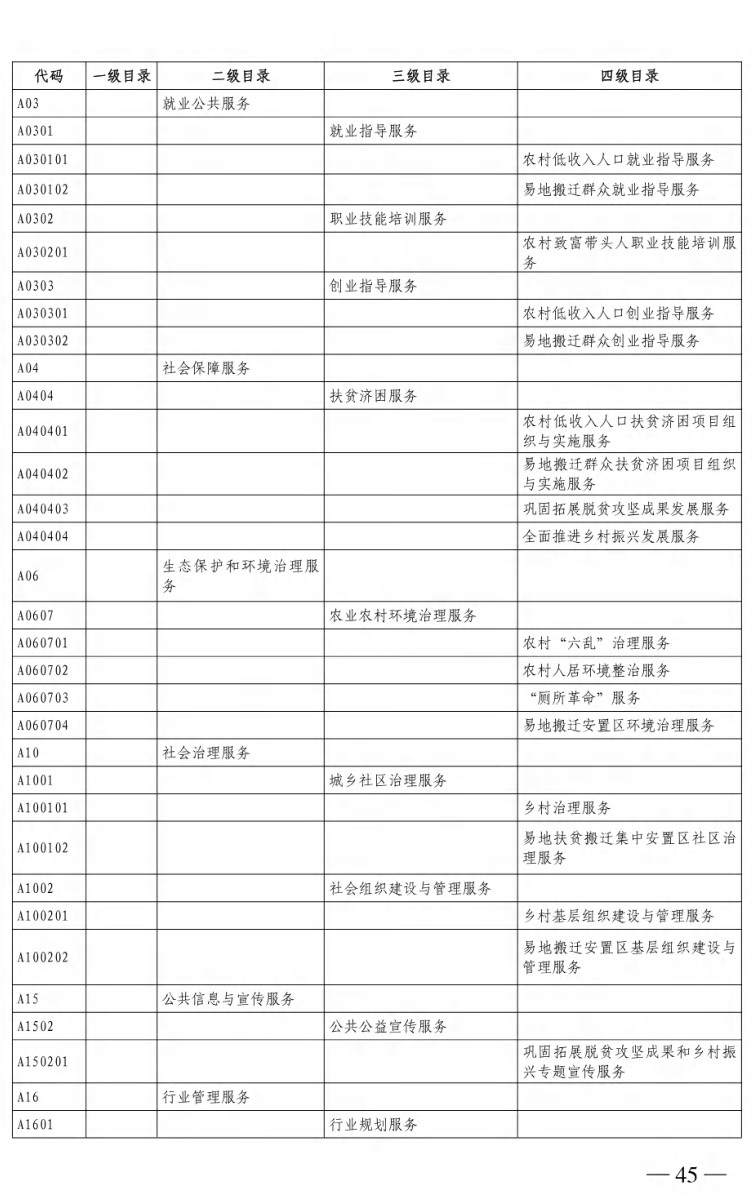 代码 一级目录 二级目录 三级目录 四级目录
A03 就业公共服务
A0301 就业指导服务
A030101 农村低收入人口就业指导服务
A030102 易地搬迁群众就业指导服务
A0302 职业技能培训服务
A030201 农村致富带头人职业技能培训服
务
A0303 创业指导服务
A030301 农村低收入人口创业指导服务
A030302 易地搬迁群众创业指导服务
A04 社会保障服务
A0404 扶贫济困服务
A040401 农村低收入人口扶贫济困项目组
织与实施服务
A040402 易地搬迁群众扶贫济困项目组织
与实施服务
A040403 巩固拓展脱贫攻坚成果发展服务
A040404 全面推进乡村振兴发展服务
A06 生态保护和环境治理服
务
A0607 农业农村环境治理服务
A060701 农村“六乱”治理服务
A060702 农村人居环境整治服务
A060703 “厕所革命”服务
A060704 易地搬迁安置区环境治理服务
A10 社会治理服务
A1001 城乡社区治理服务
A100101 乡村治理服务
A100102 易地扶贫搬迁集中安置区社区治
理服务
A1002 社会组织建设与管理服务
A100201 乡村基层组织建设与管理服务
A100202 易地搬迁安置区基层组织建设与
管理服务
A15 公共信息与宣传服务
A1502 公共公益宣传服务
A150201 巩固拓展脱贫攻坚成果和乡村振
兴专题宣传服务
A16 行业管理服务
A1601 行业规划服务
— 45 —